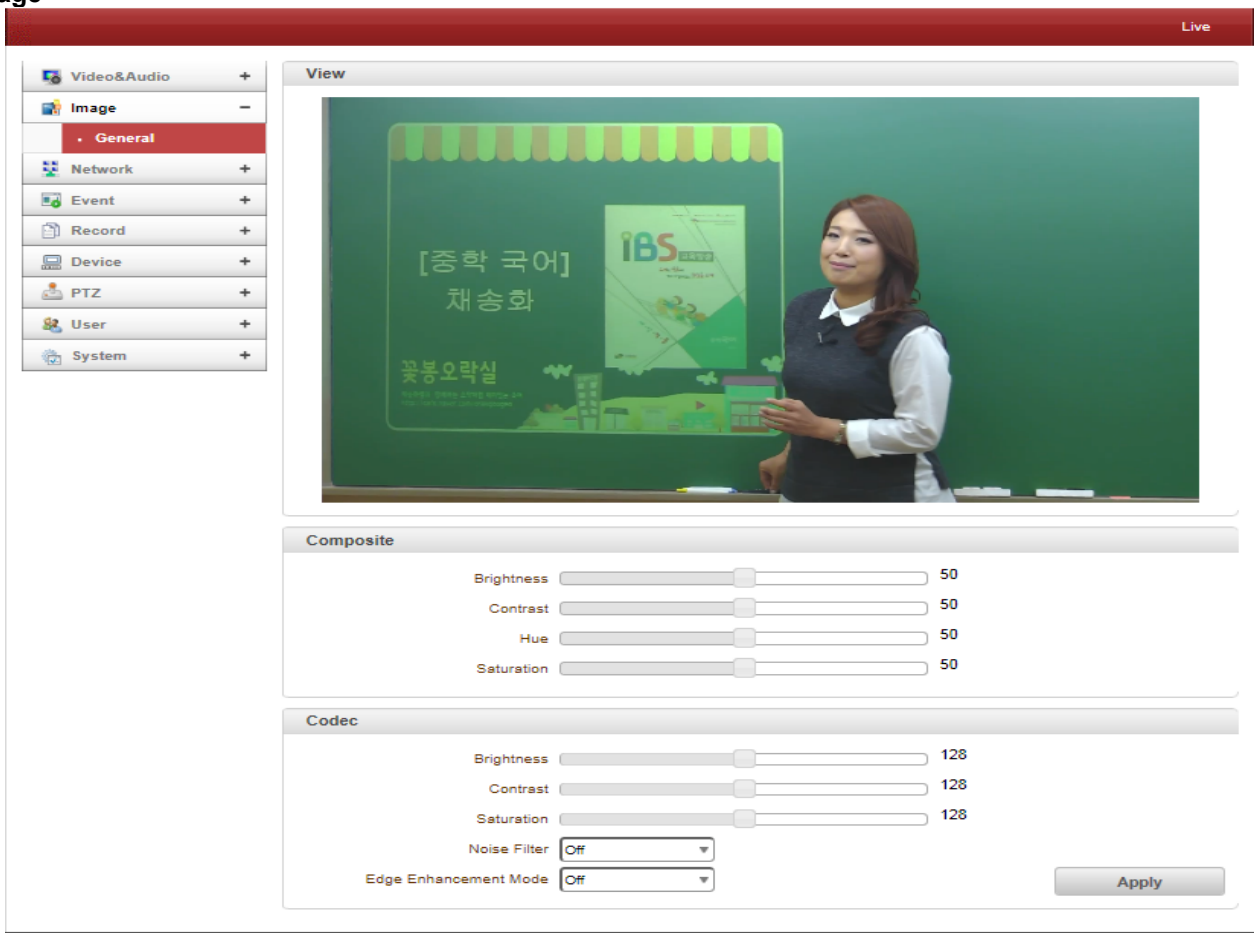 Live
Video&Audio +
Image −
• General
Network +
Event +
Record +
Device +
PTZ +
User +
System +
View
[중학 국어]
채송화
꽃봉오락실
iBS
Composite
Brightness 50
Contrast 50
Hue 50
Saturation 50
Codec
Brightness 128
Contrast 128
Saturation 128
Noise Filter Off
Edge Enhancement Mode Off
Apply